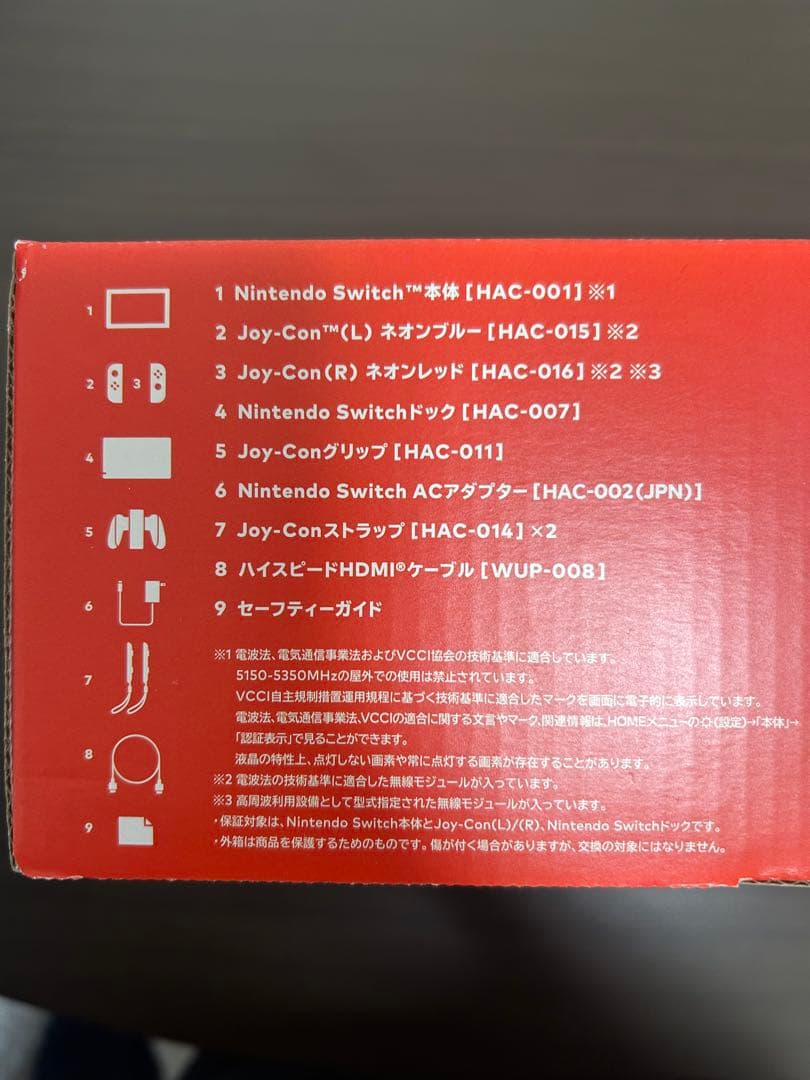 1 Nintendo Switch™本体[HAC-001]※1
2 Joy-Con™(L) ネオンブルー[HAC-015]※2
3 Joy-Con(R) ネオンレッド[HAC-016]※2 ※3
4 Nintendo Switchドック[HAC-007]
5 Joy-Conグリップ[HAC-011]
6 Nintendo Switch ACアダプター[HAC-002(JPN)]
7 Joy-Conストラップ[HAC-014]×2
8 ハイスピードHDMI®ケーブル[WUP-008]
9 セーフティーガイド
1
2 3
4
5
6
7
8
9
※1 電波法、電気通信事業法およびVCCI協会の技術基準に適合しています。
5150-5350MHzの屋外での使用は禁止されています。
VCCI自主規制措置運用規程に基づく技術基準に適合したマークを画面に電子的に表示しています。
電波法、電気通信事業法、VCCIの適合に関する文言やマーク、関連情報は、HOMEメニューの(設定)→「本体」→
「認証表示」で見ることができます。
液晶の特性上、点灯しない画素や常に点灯する画素が存在することがあります。
※2 電波法の技術基準に適合した無線モジュールが入っています。
※3 高周波利用設備として型式指定された無線モジュールが入っています。
・保証対象は、Nintendo Switch本体とJoy-Con(L)/(R)、Nintendo Switchドックです。
・外箱は商品を保護するためのものです。傷が付く場合がありますが、交換の対象にはなりません。